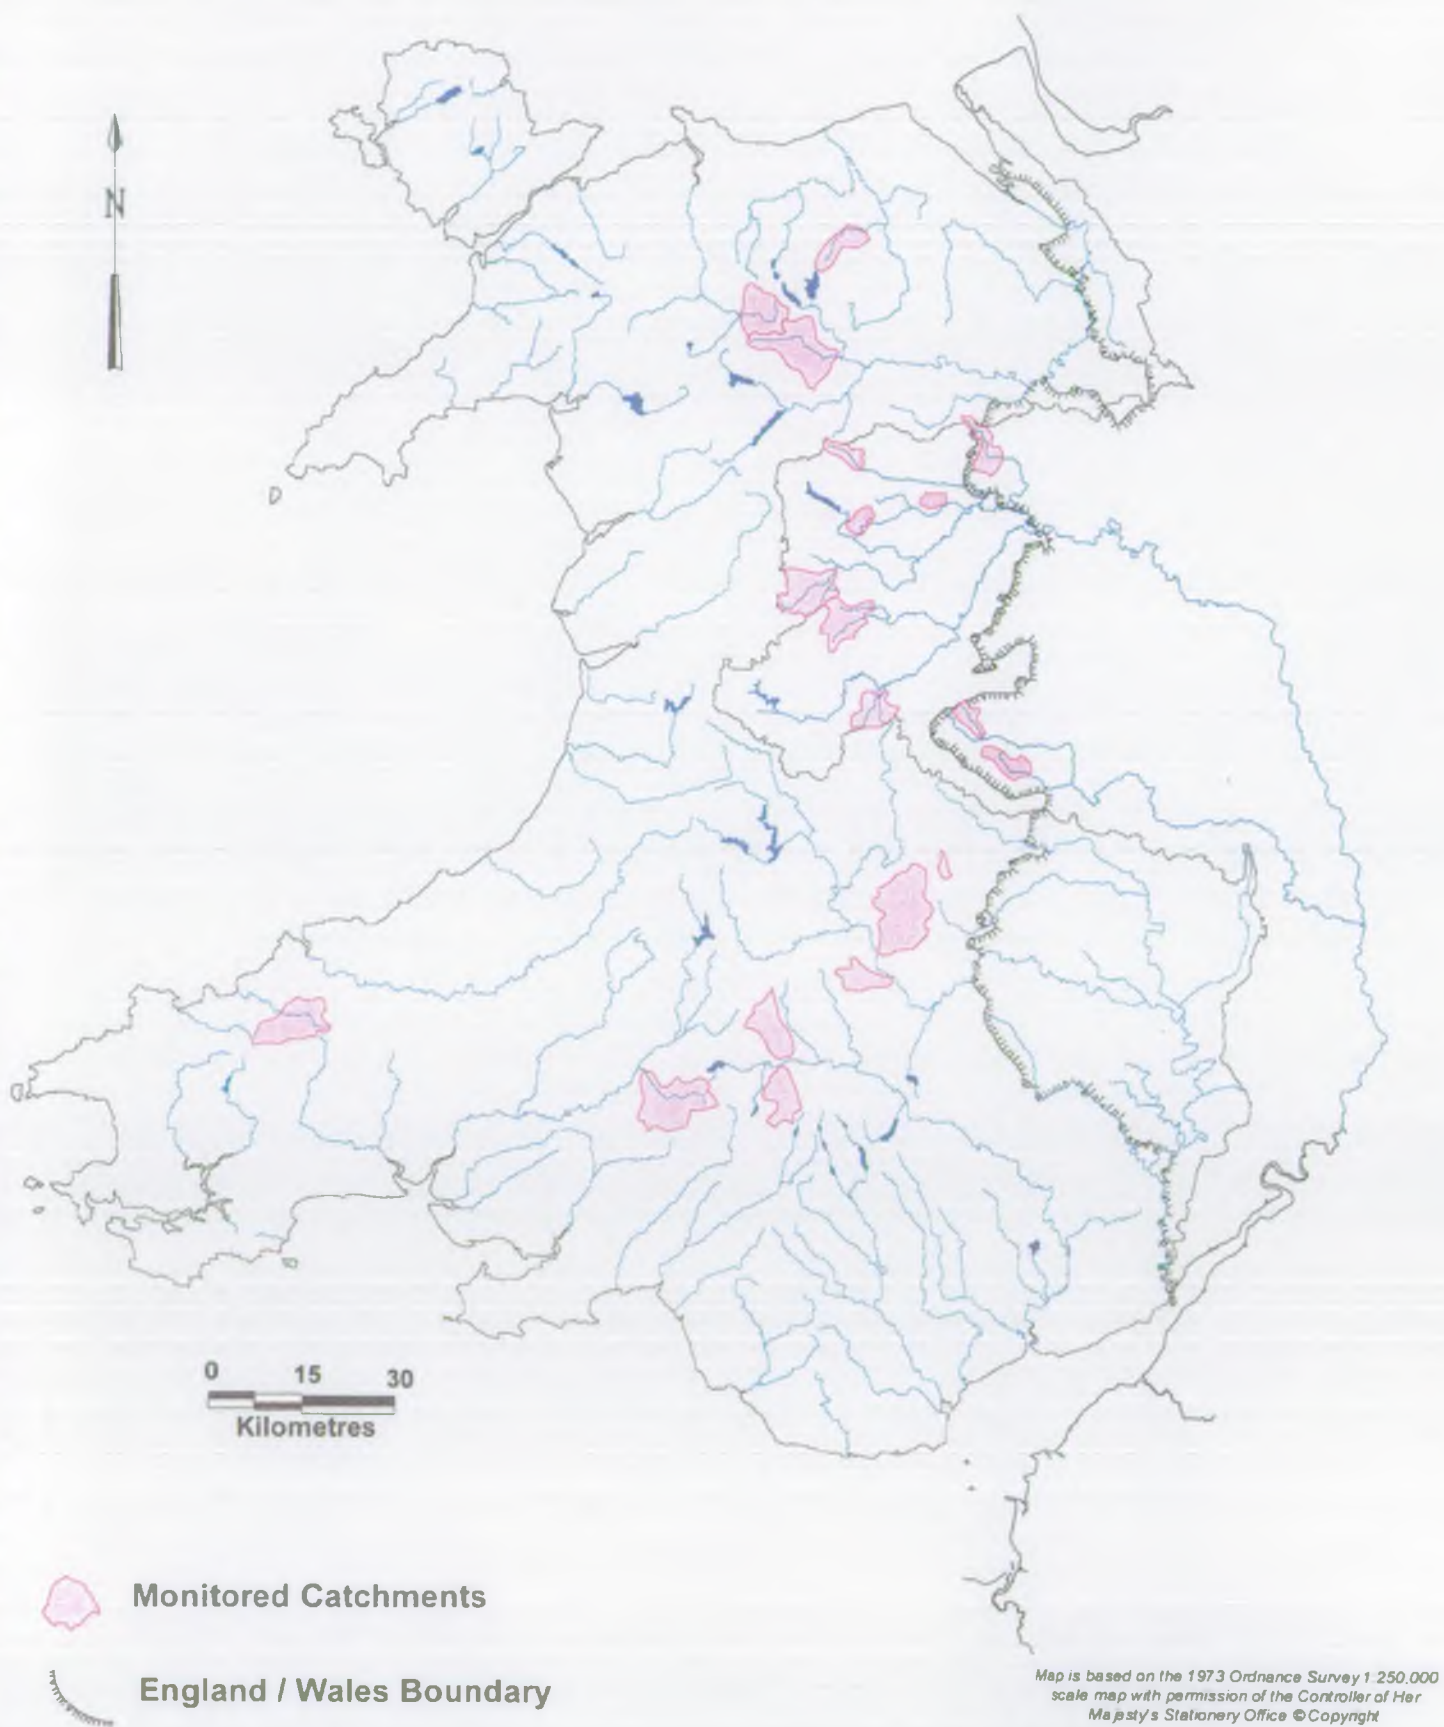 N
0 15 30
Kilometres
Monitored Catchments
England / Wales Boundary
Map is based on the 1973 Ordnance Survey 1:250,000
scale map with permission of the Controller of Her
Majesty's Stationery Office © Copyright